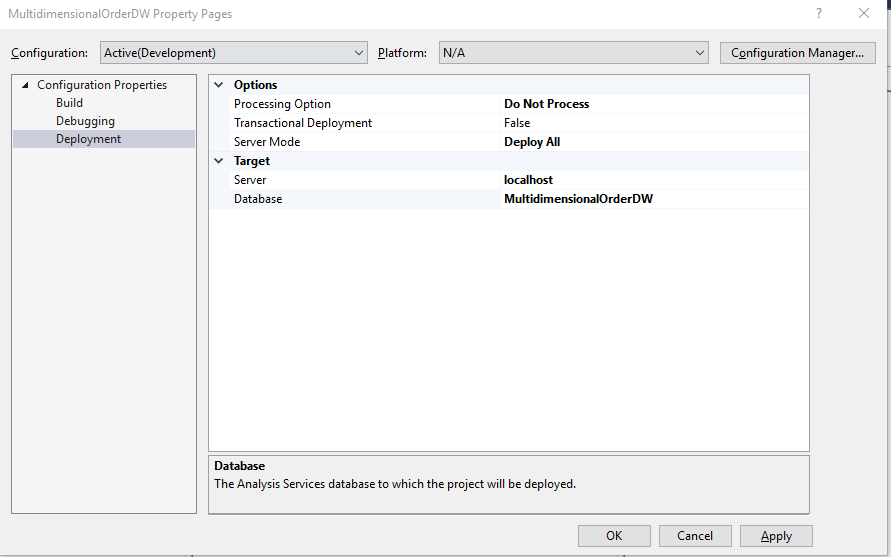 MultidimensionalOrderDW Property Pages
?
Configuration: Active(Development) Platform: N/A Configuration Manager...
Configuration Properties
Build
Debugging
Deployment
Options
Processing Option Do Not Process
Transactional Deployment False
Server Mode Deploy All
Target
Server localhost
Database MultidimensionalOrderDW
Database
The Analysis Services database to which the project will be deployed.
OK Cancel Apply